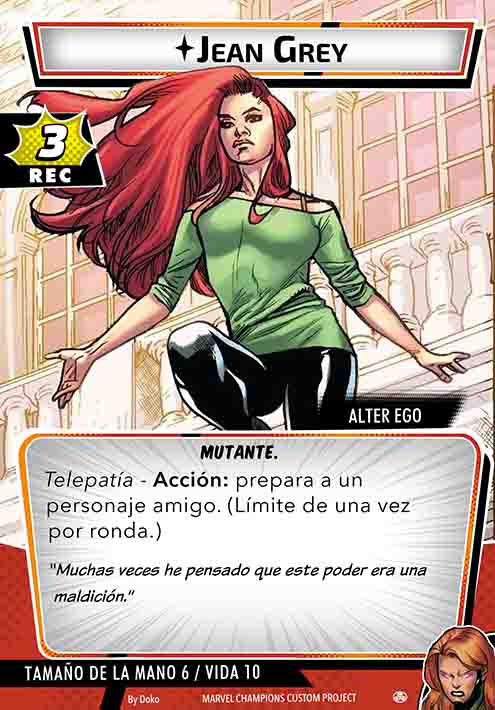 JEAN GREY
3
REC
ALTER EGO
MUTANTE.
Telepatía - Acción: prepara a un
personaje amigo. (Límite de una vez
por ronda.)
"Muchas veces he pensado que este poder era una
maldición."
TAMAÑO DE LA MANO 6 / VIDA 10
By Doko MARVEL CHAMPIONS CUSTOM PROJECT